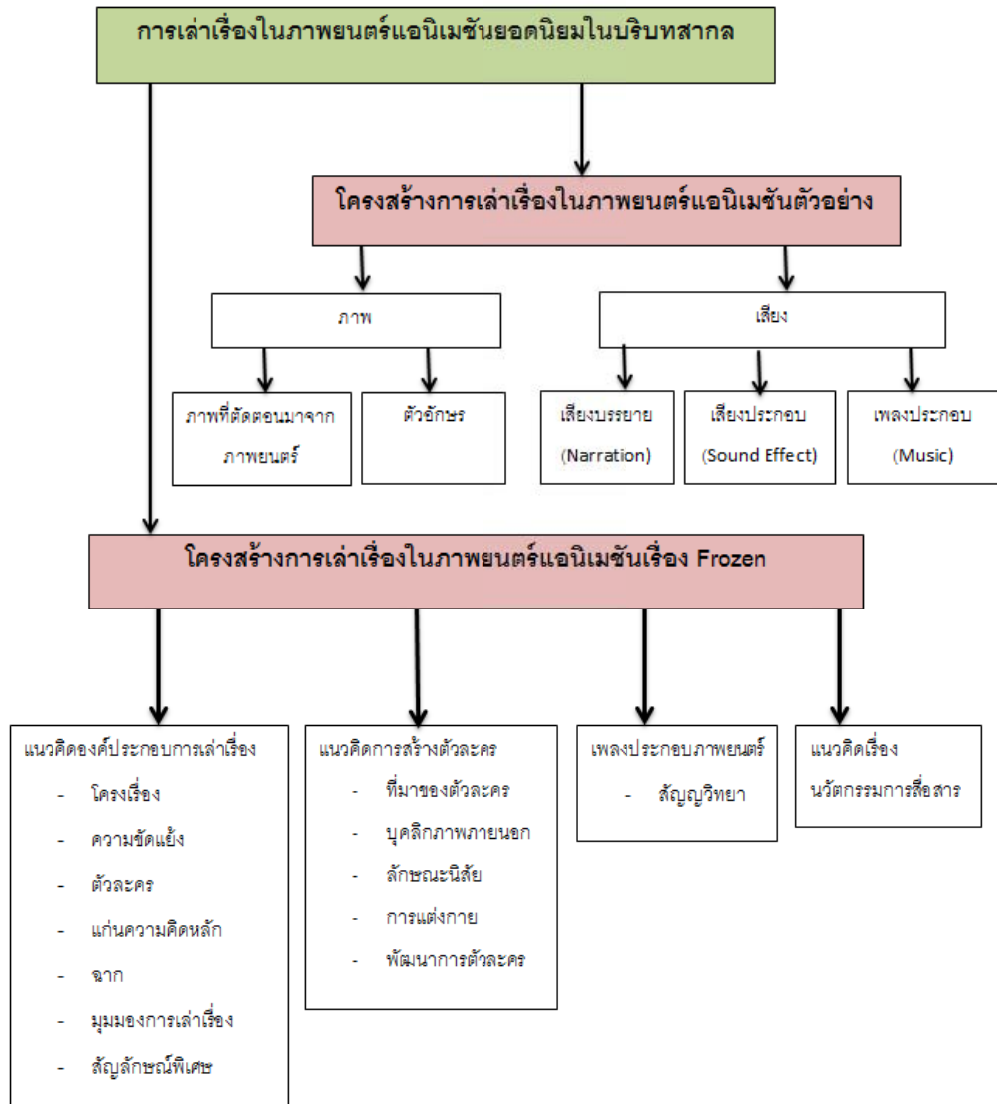 การเล่าเรื่องในภาพยนตร์แอนิเมชันยอดนิยมในบริบทสากล
โครงสร้างการเล่าเรื่องในภาพยนตร์แอนิเมชันตัวอย่าง
ภาพ
เสียง
ภาพที่ตัดตอนมาจาก
ภาพยนตร์
ตัวอักษร
เสียงบรรยาย
(Narration)
เสียงประกอบ
(Sound Effect)
เพลงประกอบ
(Music)
โครงสร้างการเล่าเรื่องในภาพยนตร์แอนิเมชันเรื่อง Frozen
แนวคิดองค์ประกอบการเล่าเรื่อง
- โครงเรื่อง
- ความขัดแย้ง
- ตัวละคร
- แก่นความคิดหลัก
- ฉาก
- มุมมองการเล่าเรื่อง
- สัญลักษณ์พิเศษ
แนวคิดการสร้างตัวละคร
- ที่มาของตัวละคร
- บุคลิกภาพภายนอก
- ลักษณะนิสัย
- การแต่งกาย
- พัฒนาการตัวละคร
เพลงประกอบภาพยนตร์
- สัญญวิทยา
แนวคิดเรื่อง
นวัตกรรมการสื่อสาร